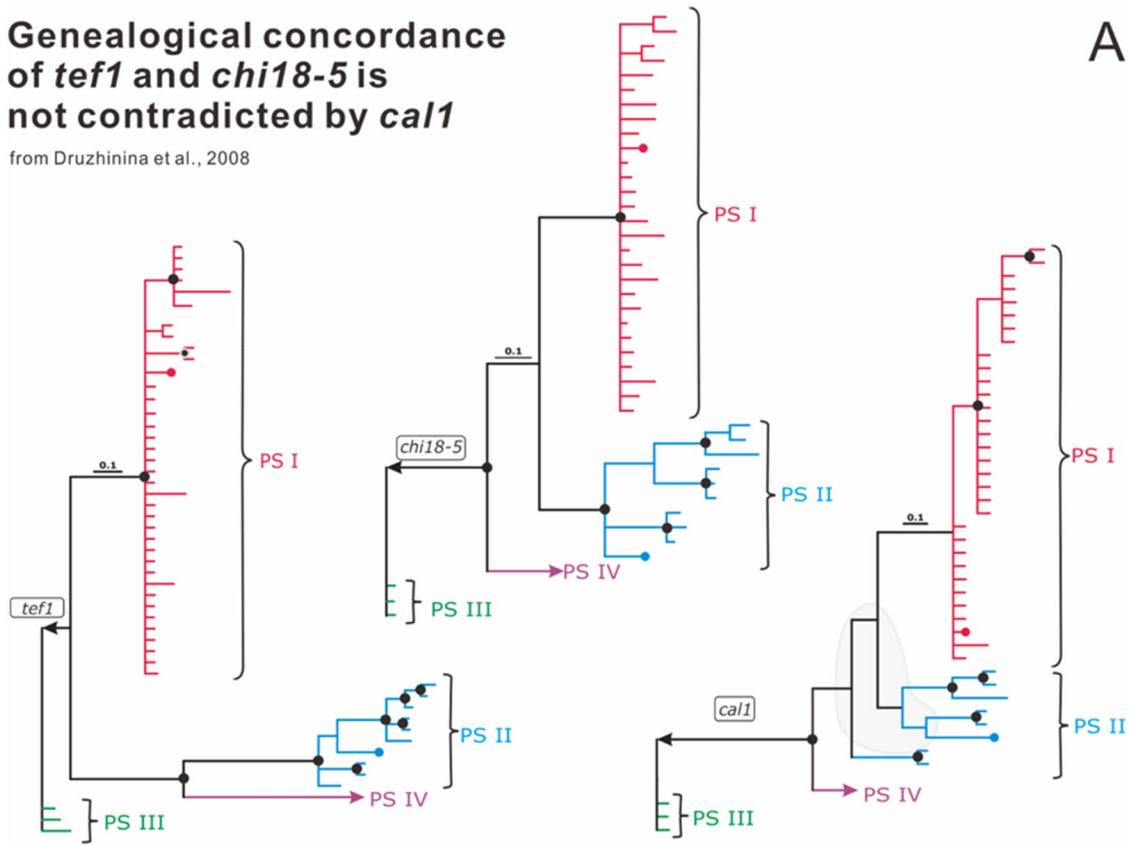 Genealogical concordance
of tef1 and chi18-5 is
not contradicted by cal1
from Druzhinina et al., 2008
A
tef1
0.1
PS I
PS II
PS IV
PS III
chi18-5
0.1
PS I
PS II
PS IV
PS III
cal1
0.1
PS I
PS II
PS IV
PS III